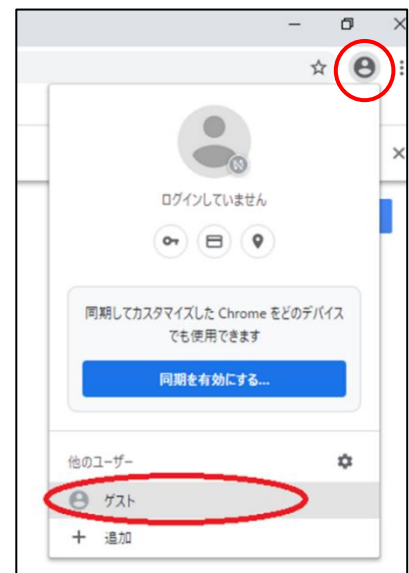 ログインしていません
同期してカスタマイズした Chrome をどのデバイス
でも使用できます
同期を有効にする...
他のユーザー
ゲスト
追加